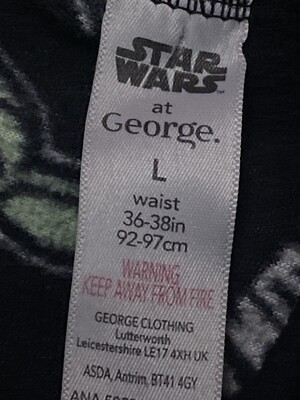 STAR
WARS
at
George.
L
waist
36-38in
92-97cm
WARNING
KEEP AWAY FROM FIRE
GEORGE CLOTHING
Lutterworth
Leicestershire LE17 4XH UK
ASDA, Antrim, BT41 4GY